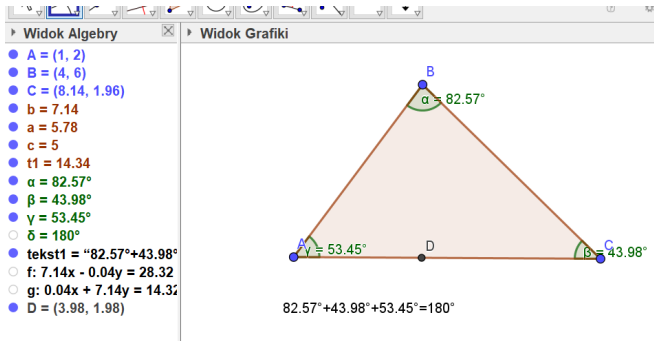 Widok Algebry
A = (1, 2)
B = (4, 6)
C = (8.14, 1.96)
b = 7.14
a = 5.78
c = 5
t1 = 14.34
α = 82.57°
β = 43.98°
γ = 53.45°
δ = 180°
tekst1 = “82.57°+43.98°
f: 7.14x - 0.04y = 28.32
g: 0.04x + 7.14y = 14.32
D = (3.98, 1.98)
Widok Grafiki
B
α = 82.57°
A
γ = 53.45°
D
C
β = 43.98°
82.57°+43.98°+53.45°=180°